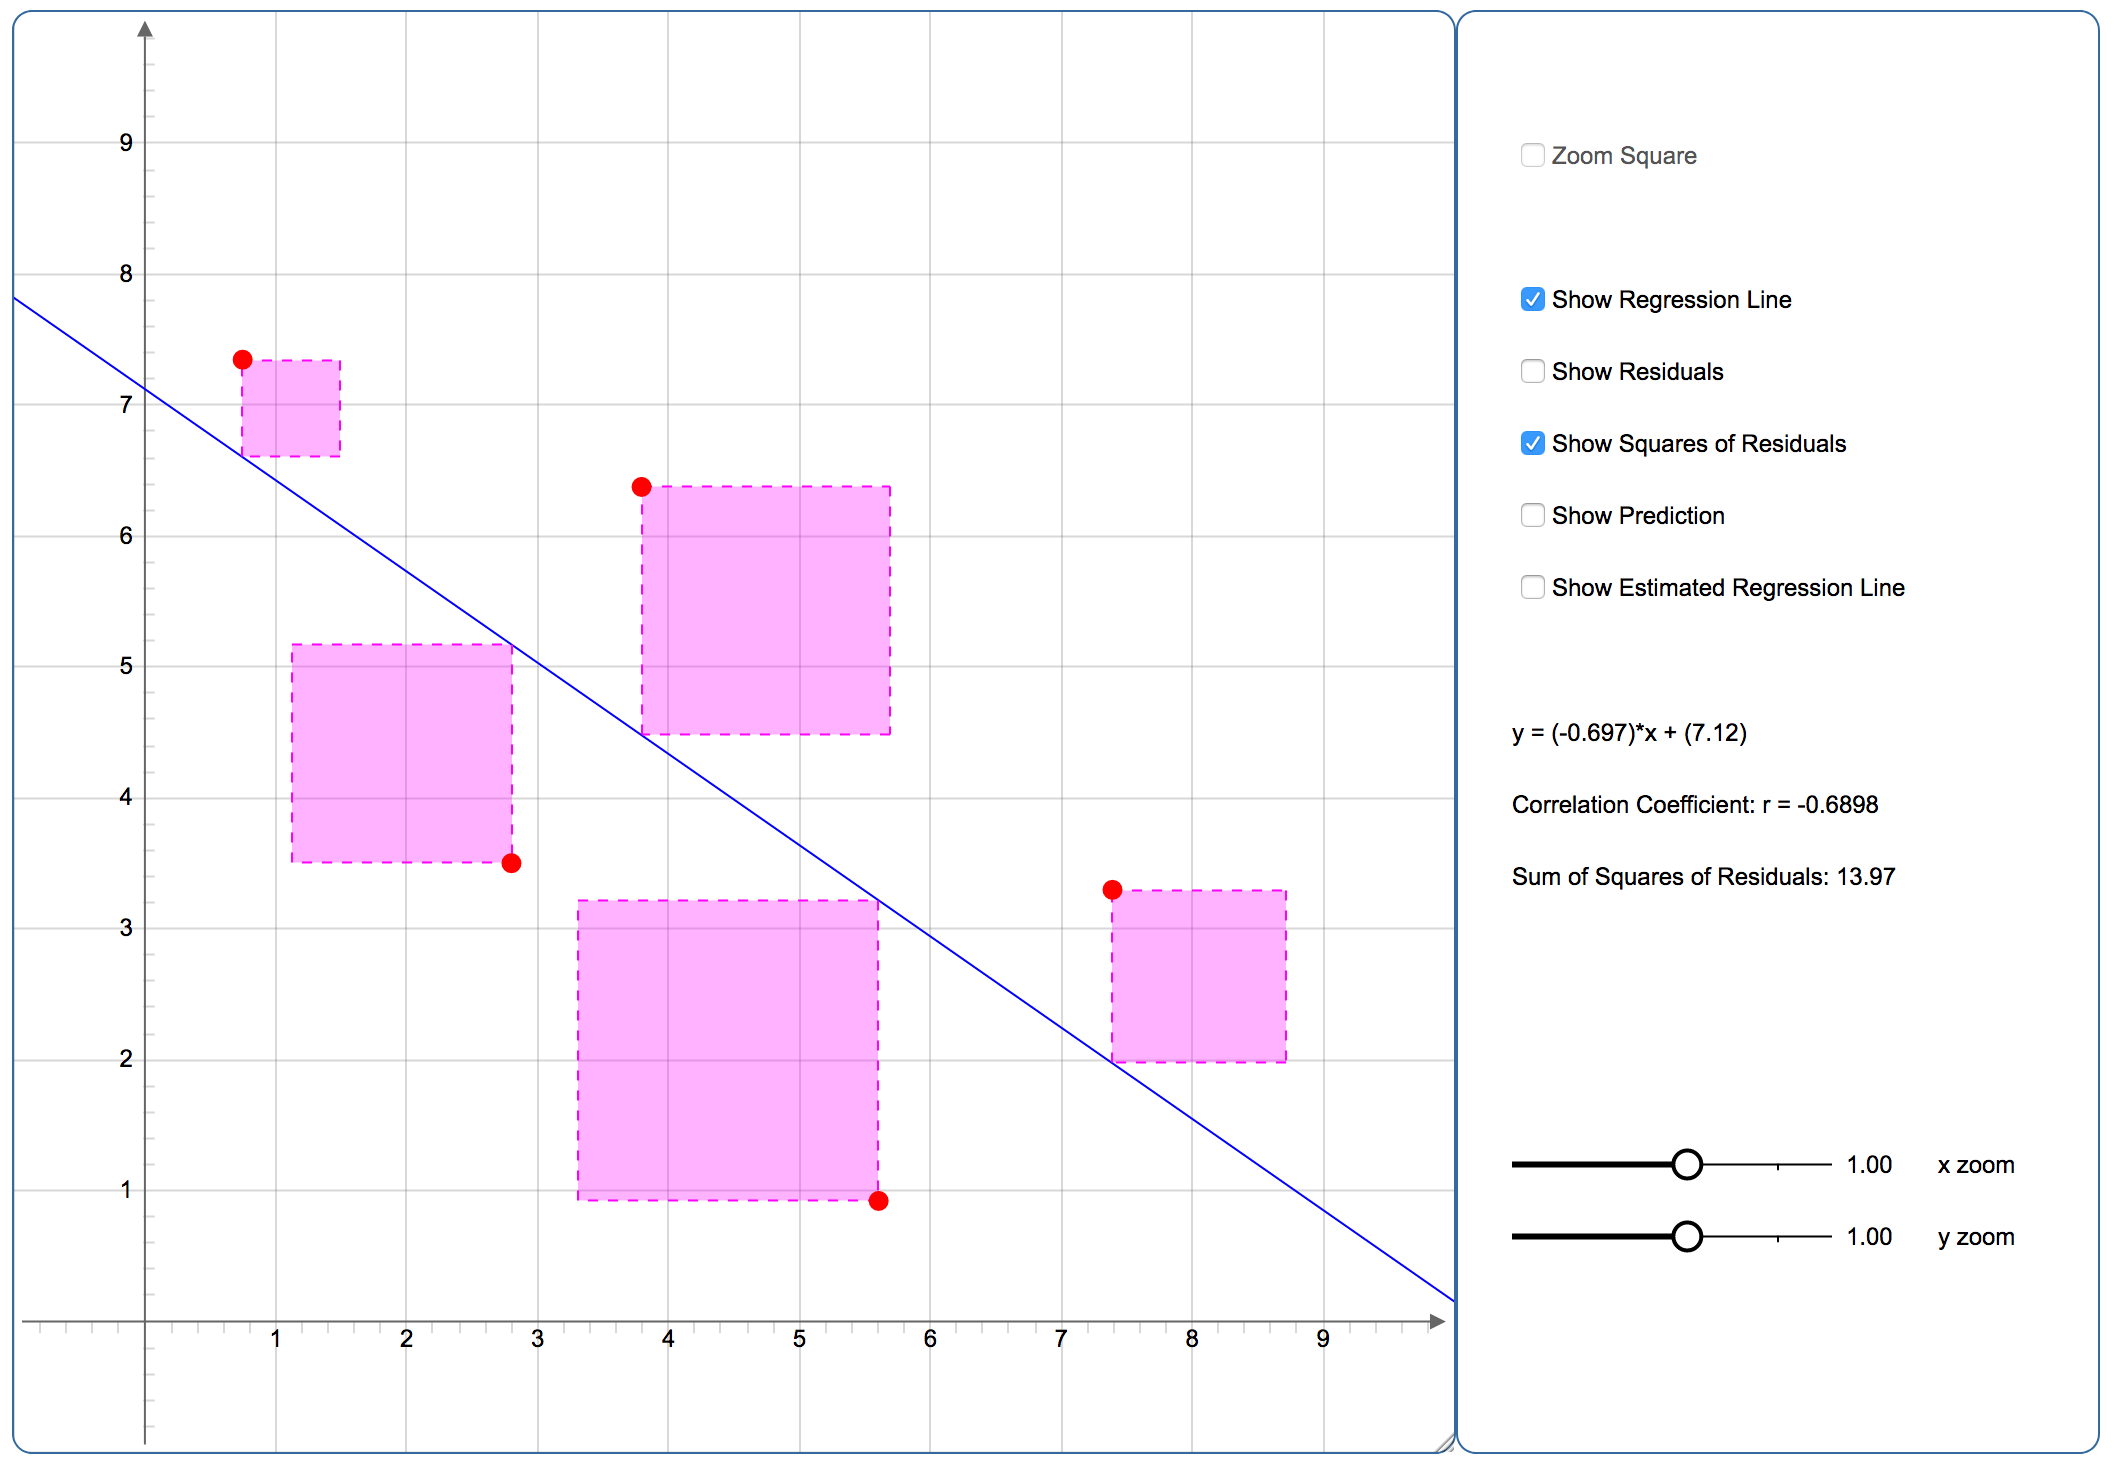 9
8
7
6
5
4
3
2
1
1 2 3 4 5 6 7 8 9
Zoom Square
Show Regression Line
Show Residuals
Show Squares of Residuals
Show Prediction
Show Estimated Regression Line
y = (-0.697)*x + (7.12)
Correlation Coefficient: r = -0.6898
Sum of Squares of Residuals: 13.97
1.00 x zoom
1.00 y zoom